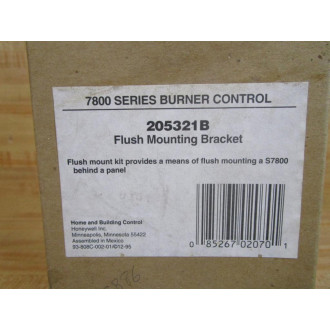 7800 SERIES BURNER CONTROL
205321B
Flush Mounting Bracket
Flush mount kit provides a means of flush mounting a S7800
behind a panel
Home and Building Control
Honeywell Inc.
Minneapolis, Minnesota 55422
Assembled in Mexico
0 85267 02070 1